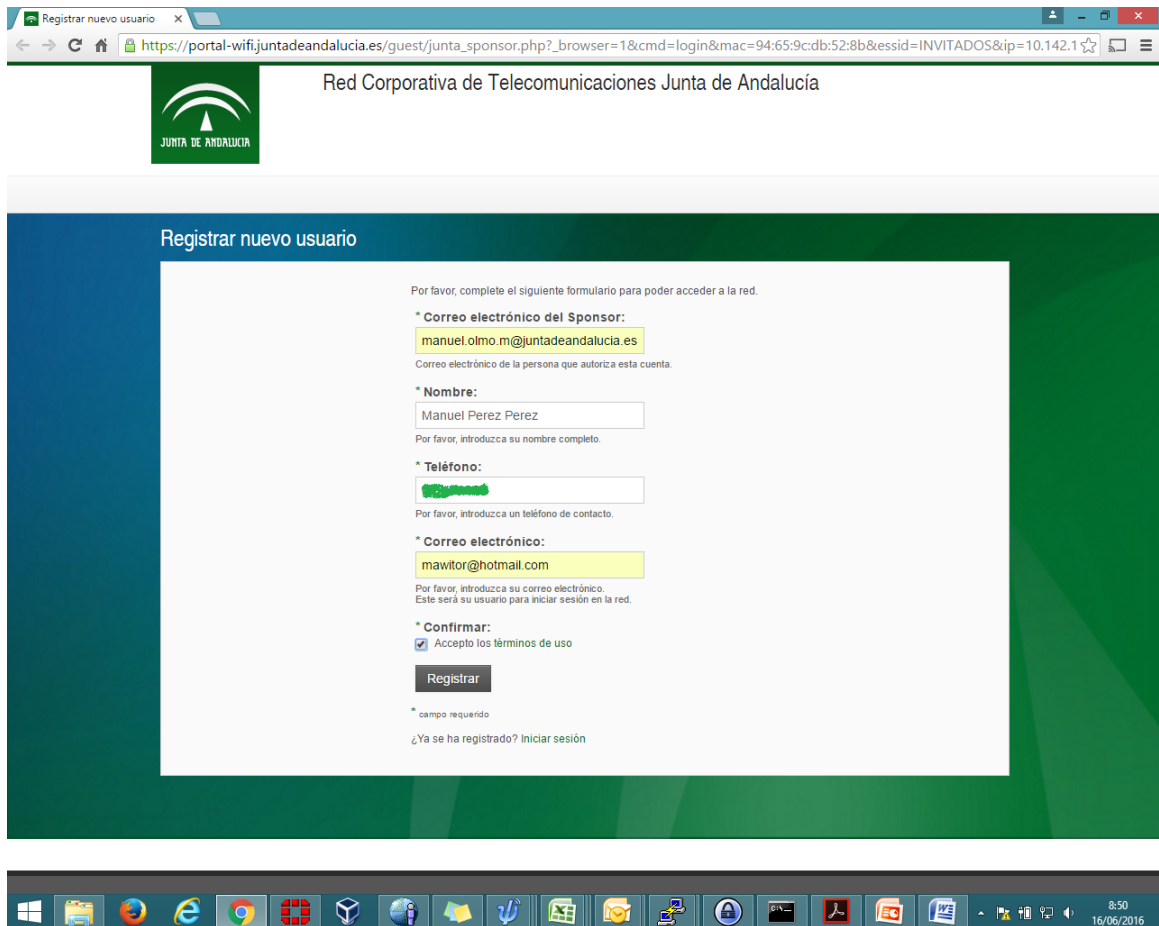 Registrar nuevo usuario
https://portal-wifi.juntadeandalucia.es/guest/junta_sponsor.php?_browser=1&cmd=login&mac=94:65:9c:db:52:8b&essid=INVITADOS&ip=10.142.1
JUNTA DE ANDALUCIA
Red Corporativa de Telecomunicaciones Junta de Andalucía
Registrar nuevo usuario
Por favor, complete el siguiente formulario para poder acceder a la red.
* Correo electrónico del Sponsor:
manuel.olmo.m@juntadeandalucia.es
Correo electrónico de la persona que autoriza esta cuenta.
* Nombre:
Manuel Perez Perez
Por favor, introduzca su nombre completo.
* Teléfono:
Por favor, introduzca un teléfono de contacto.
* Correo electrónico:
mawitor@hotmail.com
Por favor, introduzca su correo electrónico.
Este será su usuario para iniciar sesión en la red.
* Confirmar:
Accepto los términos de uso
Registrar
* campo requerido
¿Ya se ha registrado? Iniciar sesión
8:50
16/06/2016